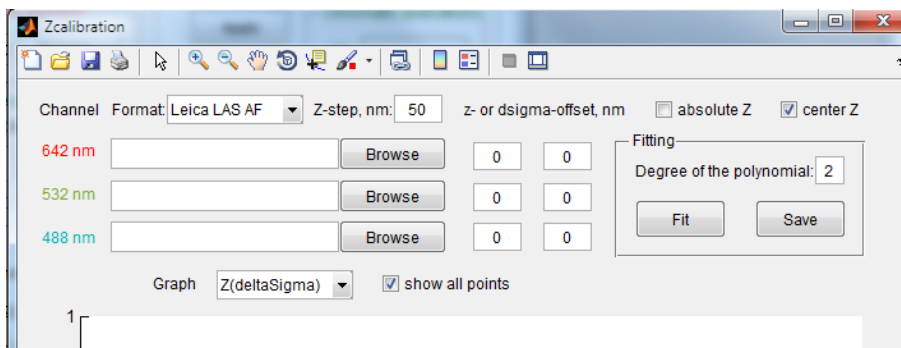 Zcalibration
Channel Format: Leica LAS AF Z-step, nm: 50 z- or dsigma-offset, nm absolute Z center Z
642 nm Browse 0 0
Fitting
Degree of the polynomial: 2
532 nm Browse 0 0
Fit Save
488 nm Browse 0 0
Graph Z(deltaSigma) show all points
1